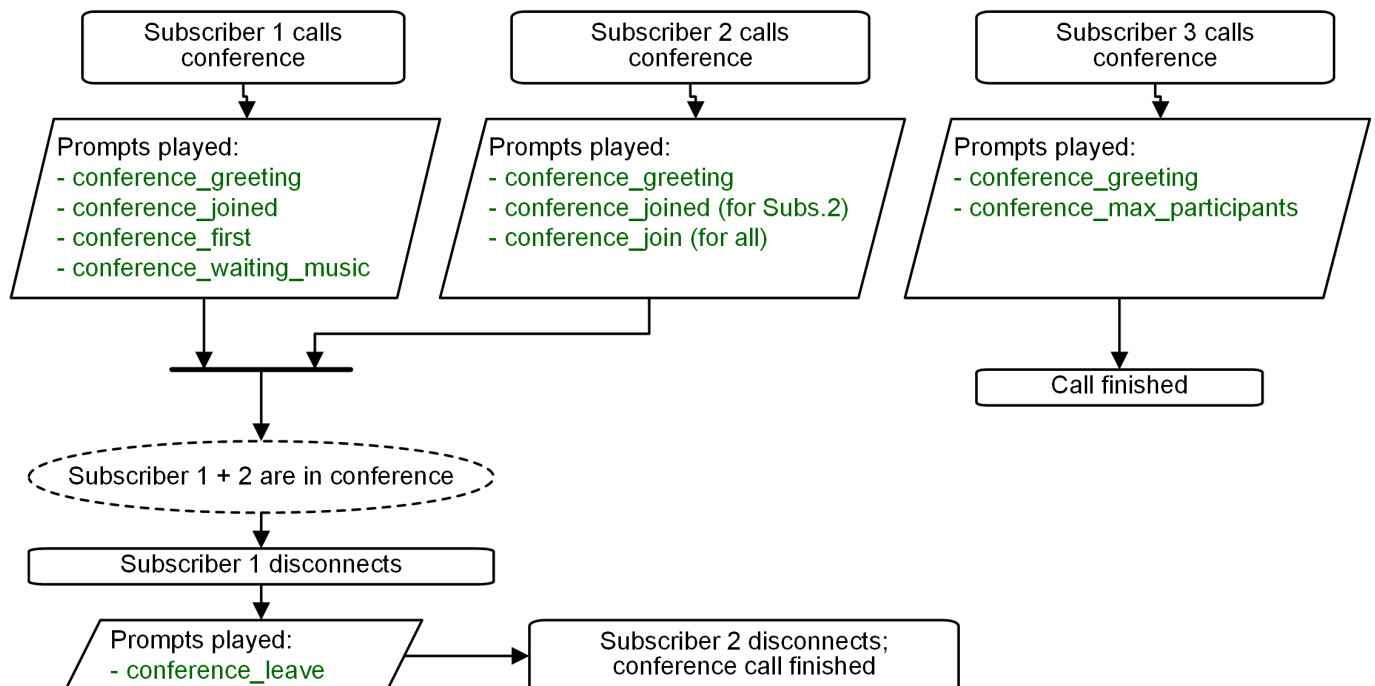 Subscriber 1 calls
conference
Subscriber 2 calls
conference
Subscriber 3 calls
conference
Prompts played:
- conference_greeting
- conference_joined
- conference_first
- conference_waiting_music
Prompts played:
- conference_greeting
- conference_joined (for Subs.2)
- conference_join (for all)
Prompts played:
- conference_greeting
- conference_max_participants
Call finished
Subscriber 1 + 2 are in conference
Subscriber 1 disconnects
Prompts played:
- conference_leave
Subscriber 2 disconnects;
conference call finished